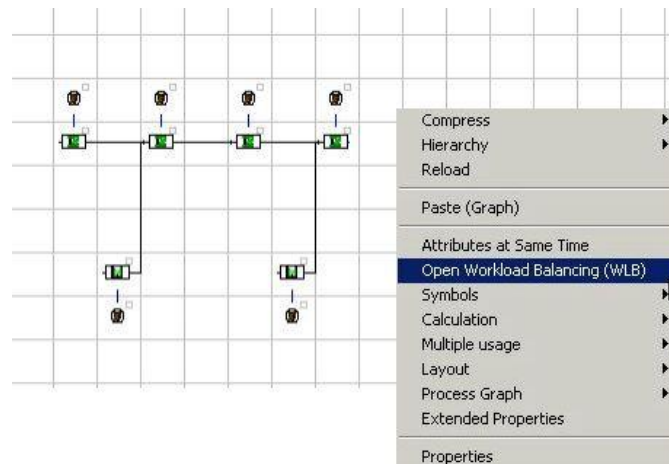 Compress
Hierarchy
Reload
Paste (Graph)
Attributes at Same Time
Open Workload Balancing (WLB)
Symbols
Calculation
Multiple usage
Layout
Process Graph
Extended Properties
Properties